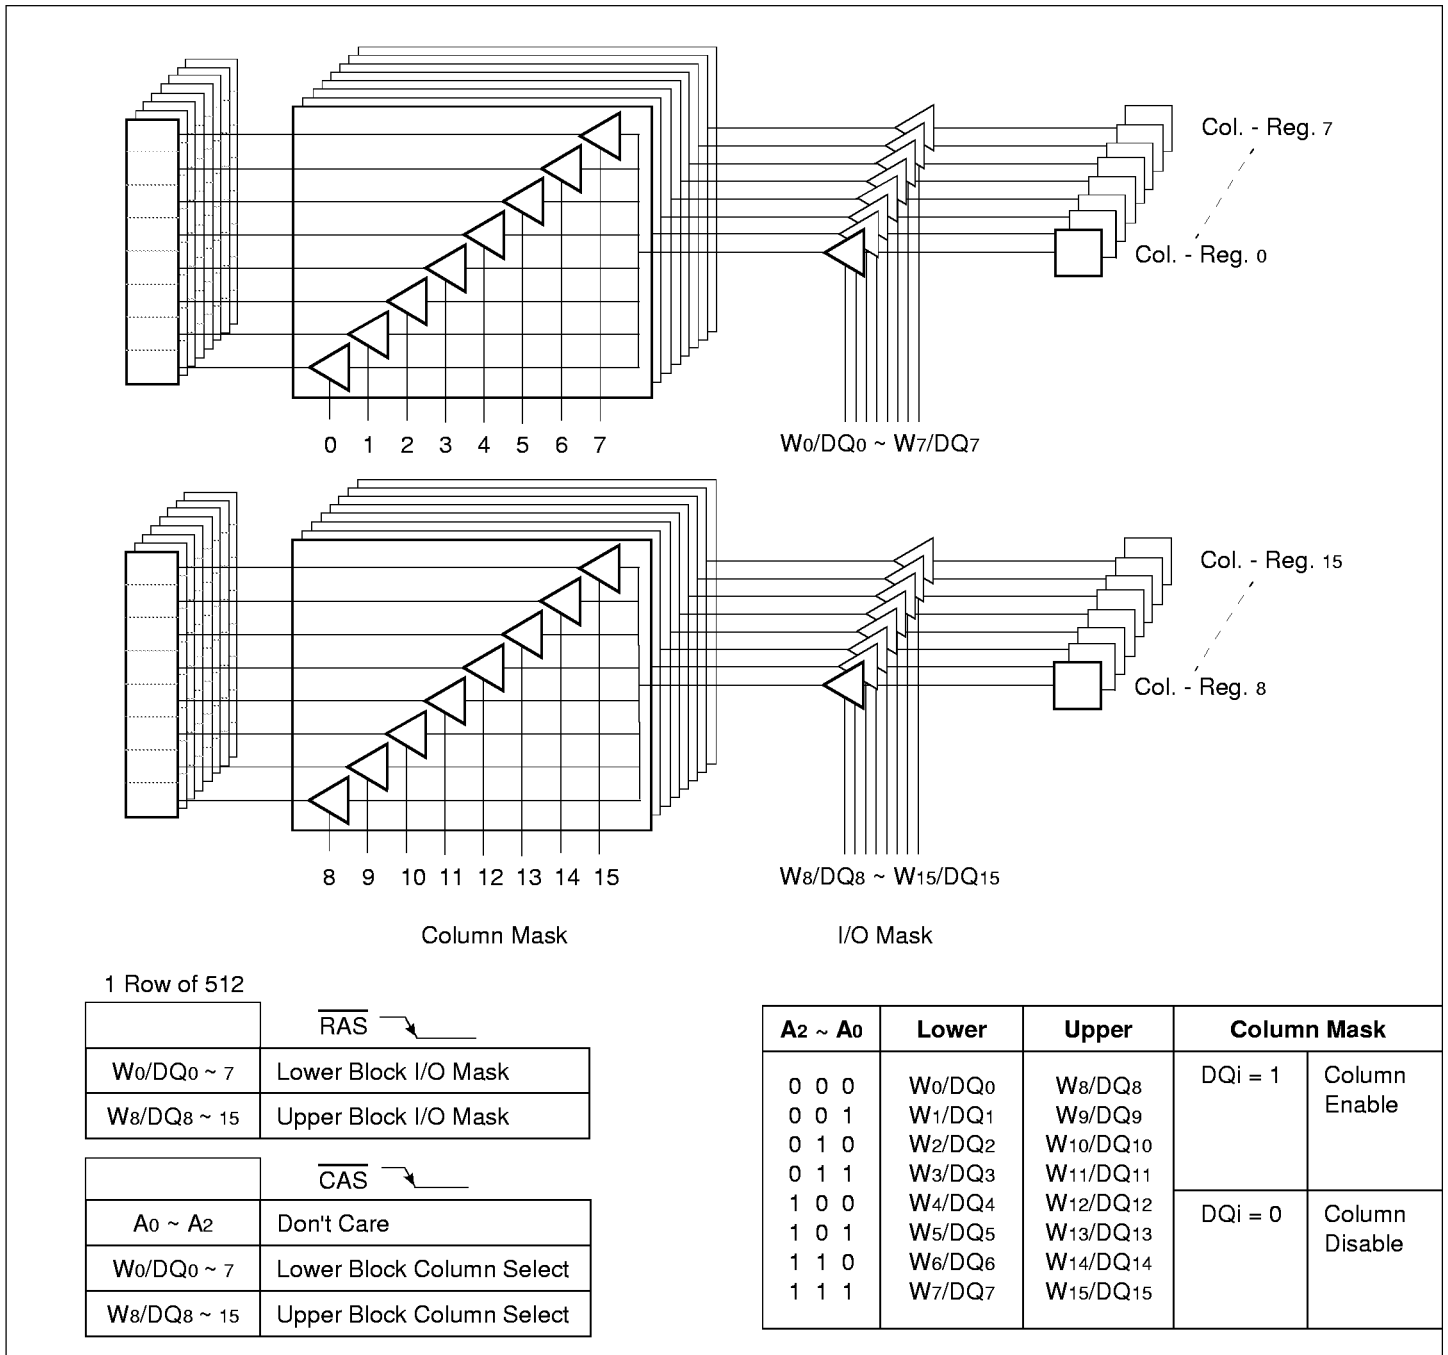 Col. - Reg. 7
Col. - Reg. 0
0 1 2 3 4 5 6 7
W0/DQ0 ~ W7/DQ7
Col. - Reg. 15
Col. - Reg. 8
8 9 10 11 12 13 14 15
W8/DQ8 ~ W15/DQ15
Column Mask
I/O Mask
1 Row of 512
RAS
W0/DQ0 ~ 7 Lower Block I/O Mask
W8/DQ8 ~ 15 Upper Block I/O Mask
CAS
A0 ~ A2 Don't Care
W0/DQ0 ~ 7 Lower Block Column Select
W8/DQ8 ~ 15 Upper Block Column Select
A2 ~ A0 Lower Upper Column Mask
0 0 0 W0/DQ0 W8/DQ8
0 0 1 W1/DQ1 W9/DQ9
0 1 0 W2/DQ2 W10/DQ10
0 1 1 W3/DQ3 W11/DQ11
1 0 0 W4/DQ4 W12/DQ12
1 0 1 W5/DQ5 W13/DQ13
1 1 0 W6/DQ6 W14/DQ14
1 1 1 W7/DQ7 W15/DQ15
DQi = 1 Column
Enable
DQi = 0 Column
Disable